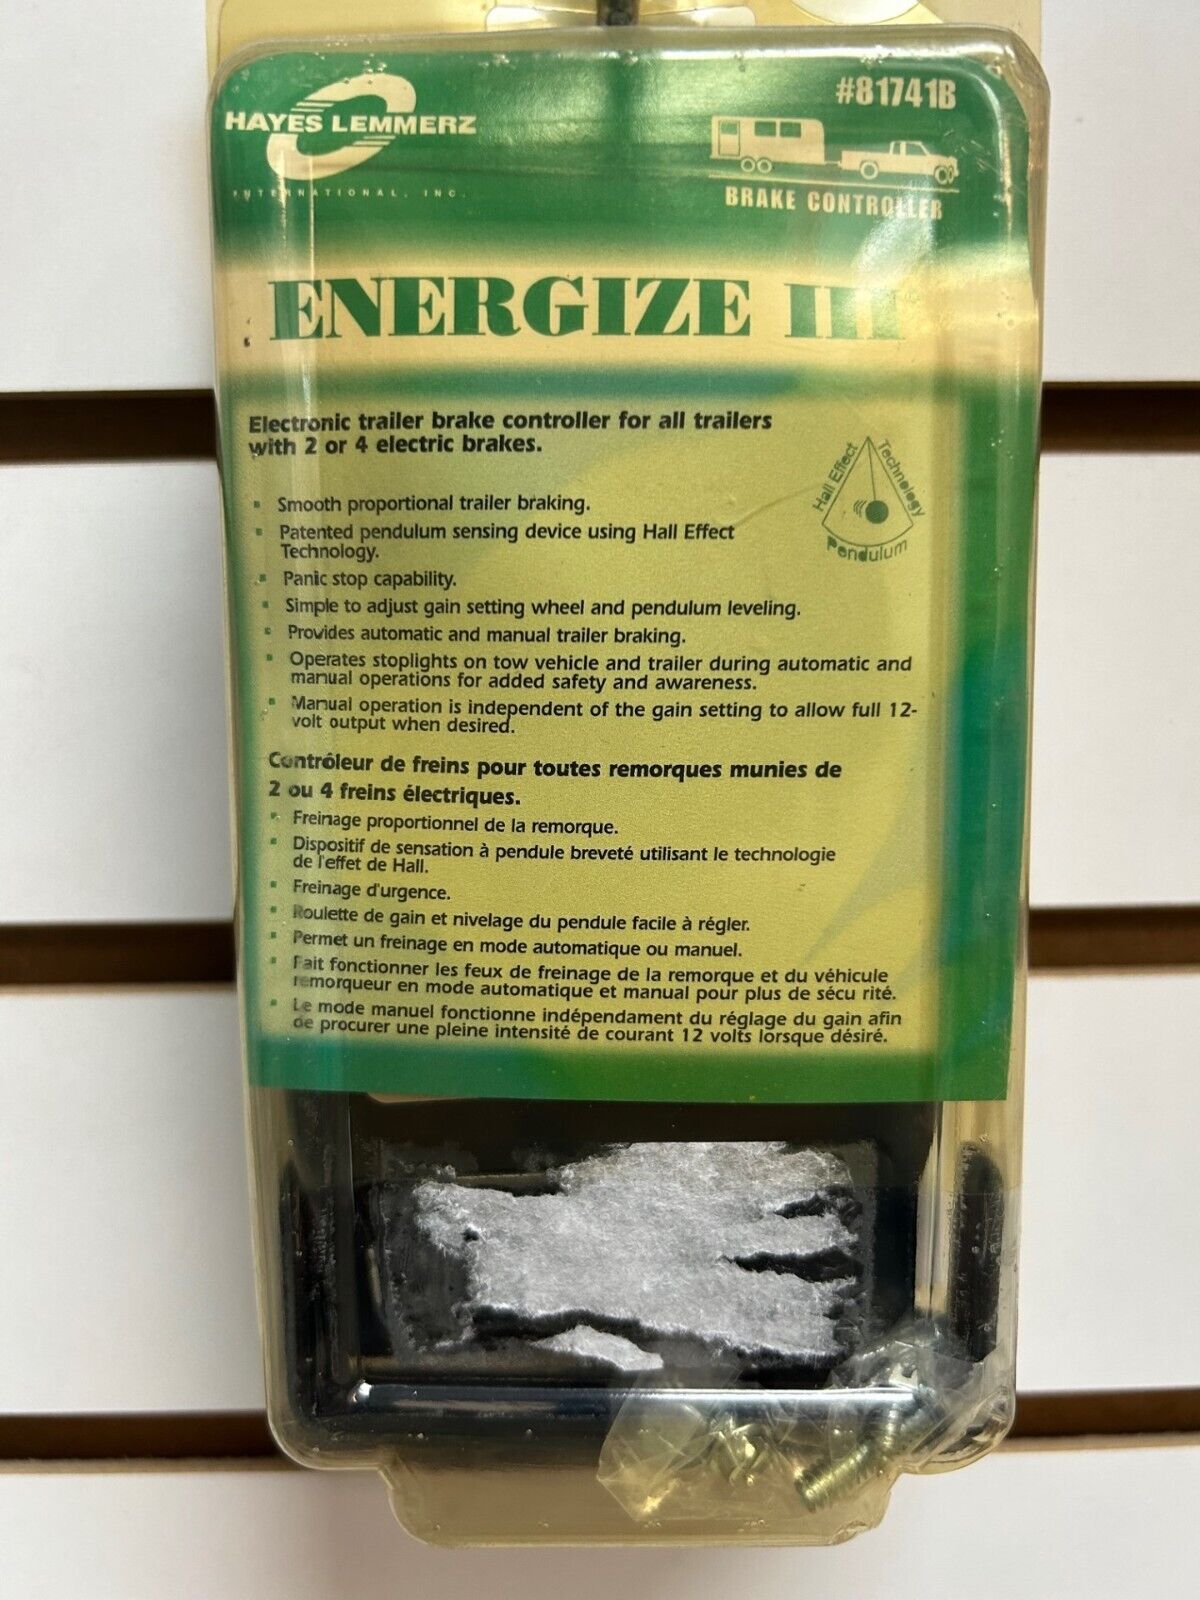 HAYES LEMMERZ
INTERNATIONAL, INC.
#81741B
BRAKE CONTROLLER
ENERGIZE III®
Electronic trailer brake controller for all trailers
with 2 or 4 electric brakes.
Hall Effect
Technology
Pendulum
▪ Smooth proportional trailer braking.
▪ Patented pendulum sensing device using Hall Effect
Technology.
▪ Panic stop capability.
▪ Simple to adjust gain setting wheel and pendulum leveling.
▪ Provides automatic and manual trailer braking.
▪ Operates stoplights on tow vehicle and trailer during automatic and
manual operations for added safety and awareness.
▪ Manual operation is independent of the gain setting to allow full 12-
volt output when desired.
Contrôleur de freins pour toutes remorques munies de
2 ou 4 freins électriques.
▪ Freinage proportionnel de la remorque.
▪ Dispositif de sensation à pendule breveté utilisant le technologie
de l'effet de Hall.
▪ Freinage d'urgence.
▪ Roulette de gain et nivelage du pendule facile à régler.
▪ Permet un freinage en mode automatique ou manuel.
▪ Fait fonctionner les feux de freinage de la remorque et du véhicule
remorqueur en mode automatique et manual pour plus de sécu rité.
▪ Le mode manuel fonctionne indépendament du réglage du gain afin
de procurer une pleine intensité de courant 12 volts lorsque désiré.